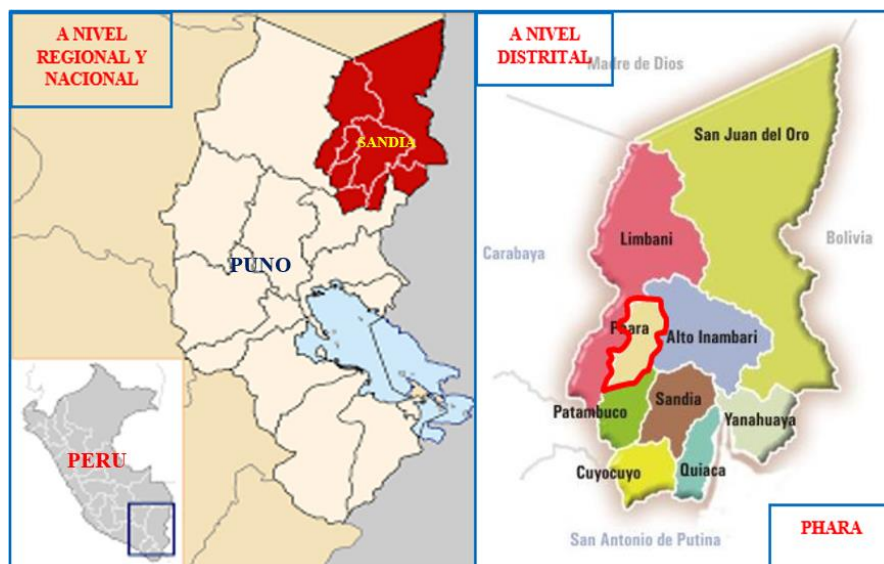 A NIVEL
REGIONAL Y
NACIONAL
SANDIA
PUNO
PERU
A NIVEL
DISTRITAL
Madre de Dios
San Juan del Oro
Limbani
Carabaya
Bolivia
Phara
Alto Inambari
Sandia
Patambuco
Yanahuaya
Cuyocuyo
Quiaca
San Antonio de Putina
PHARA